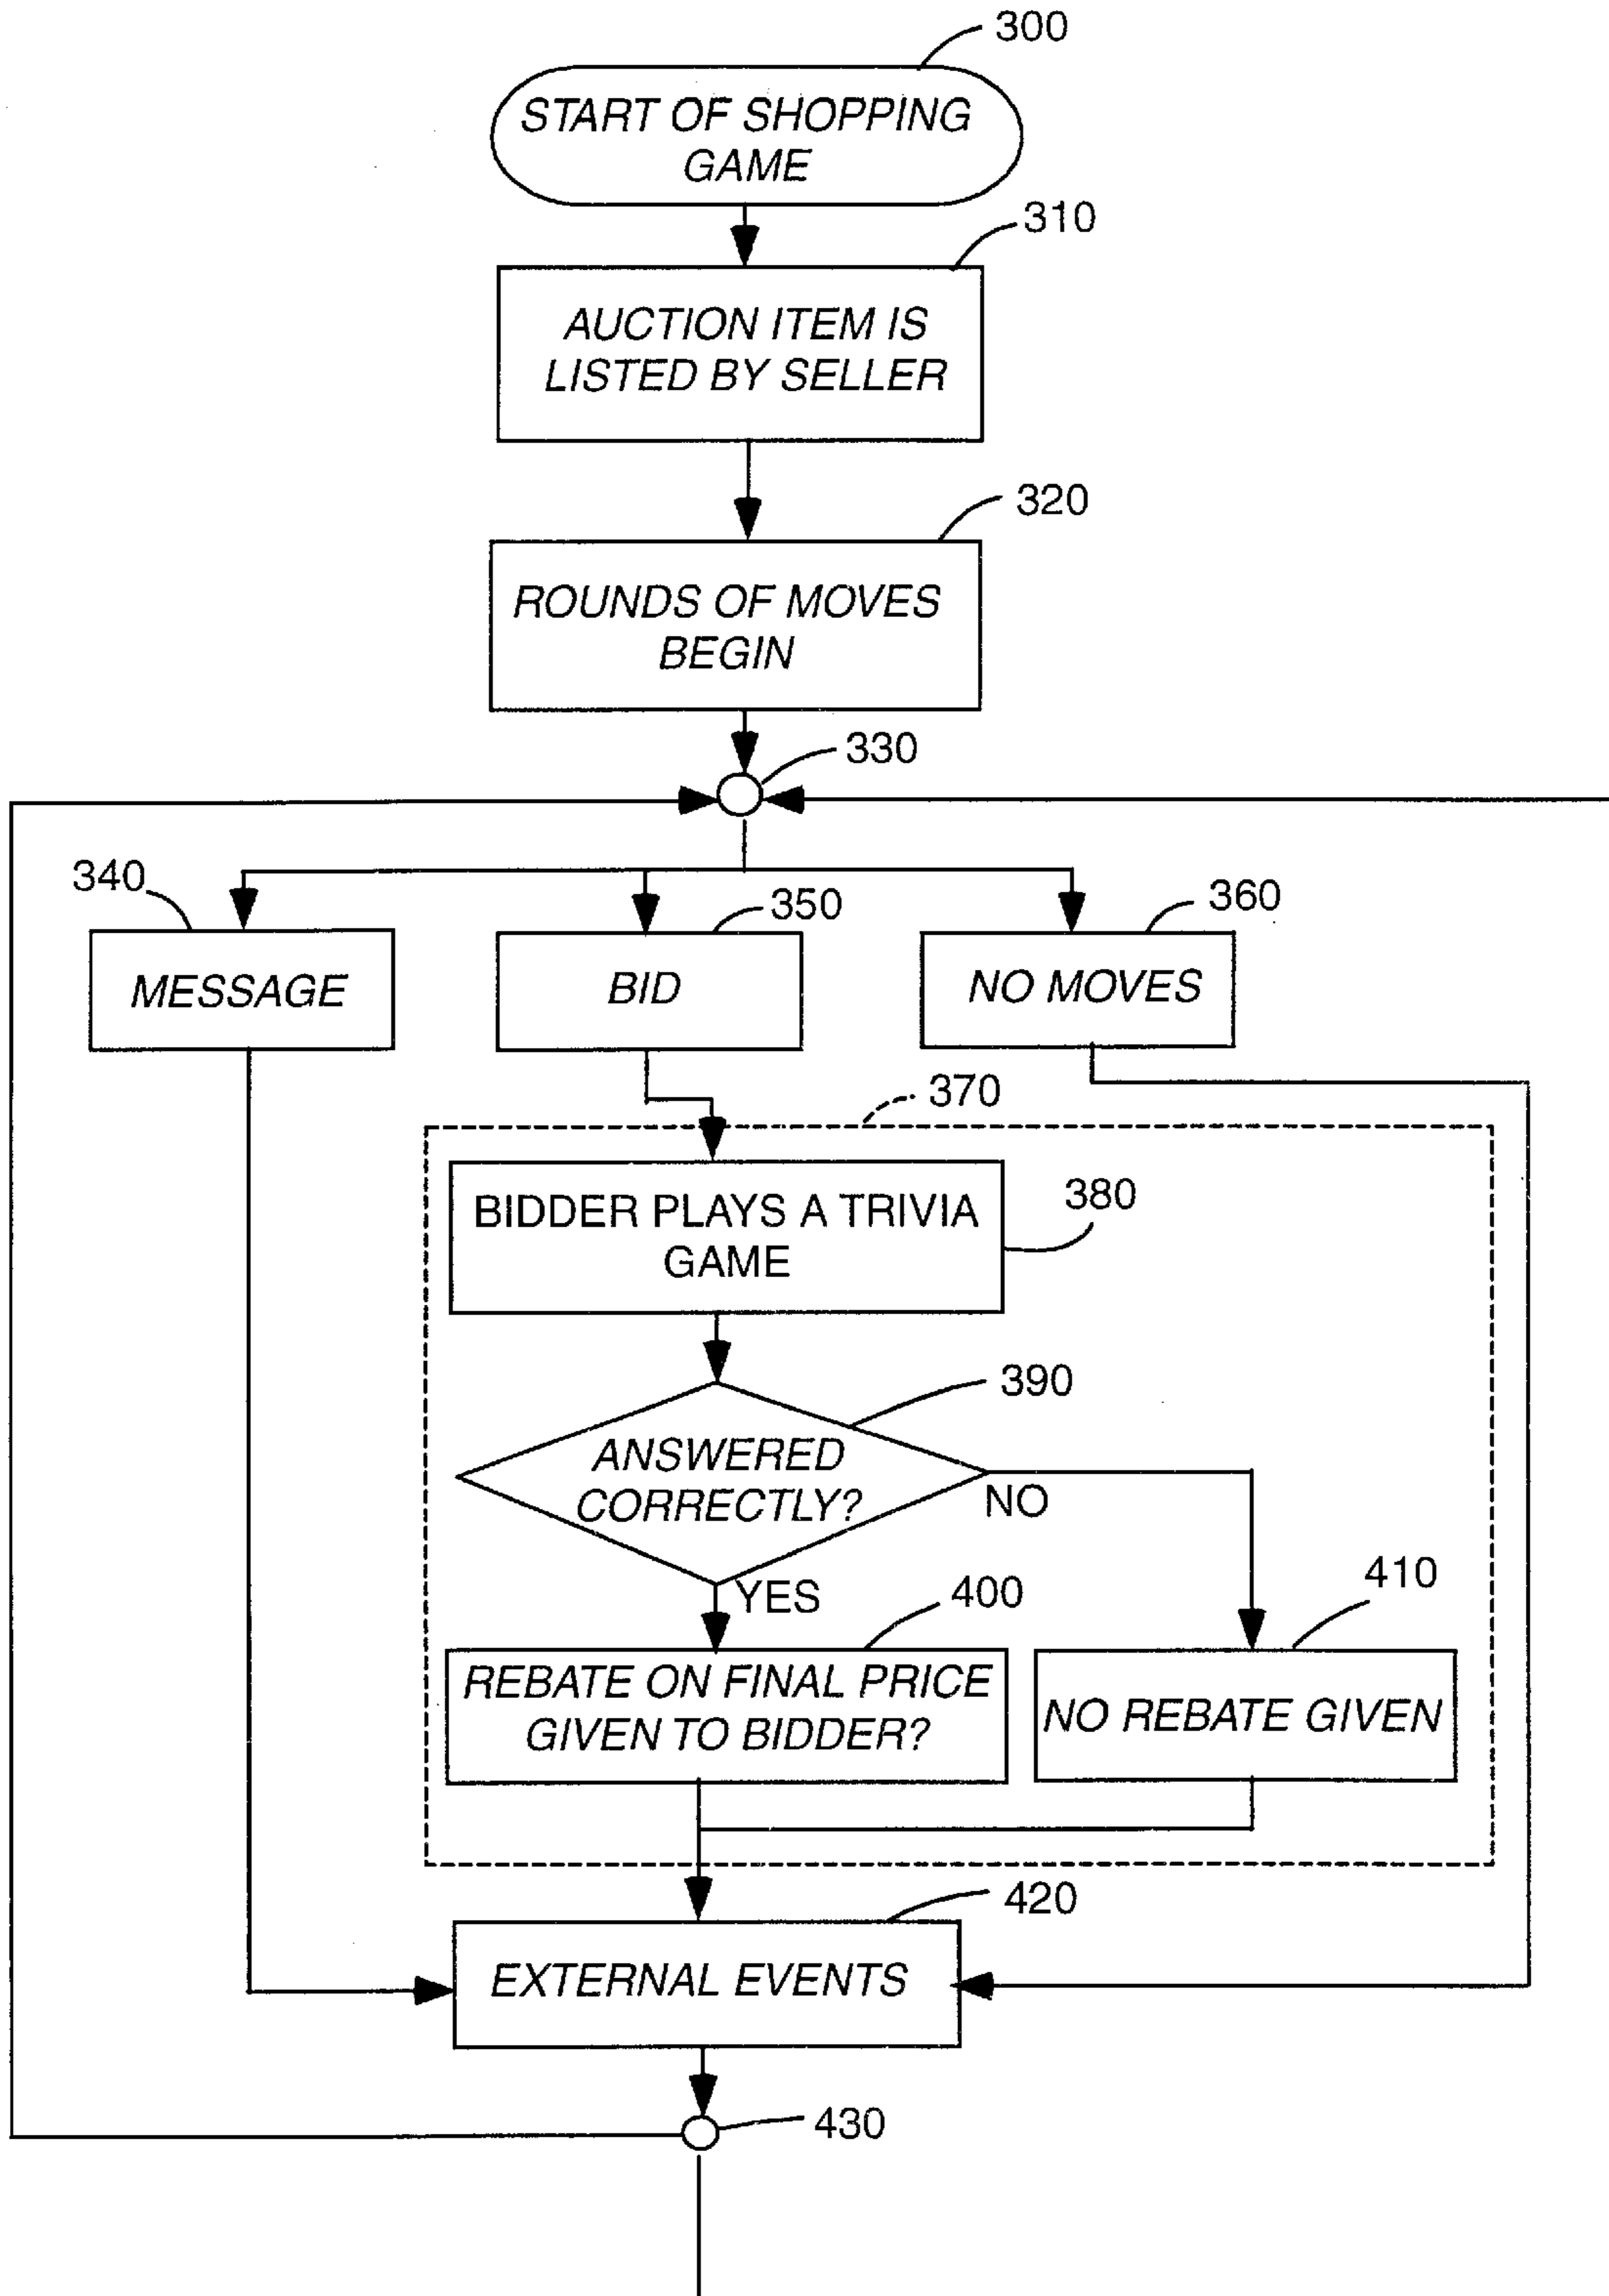 300
START OF SHOPPING
GAME
310
AUCTION ITEM IS
LISTED BY SELLER
320
ROUNDS OF MOVES
BEGIN
330
340
350
360
MESSAGE
BID
NO MOVES
370
BIDDER PLAYS A TRIVIA
GAME
380
390
ANSWERED
CORRECTLY?
NO
YES
400
410
REBATE ON FINAL PRICE
GIVEN TO BIDDER?
NO REBATE GIVEN
420
EXTERNAL EVENTS
430